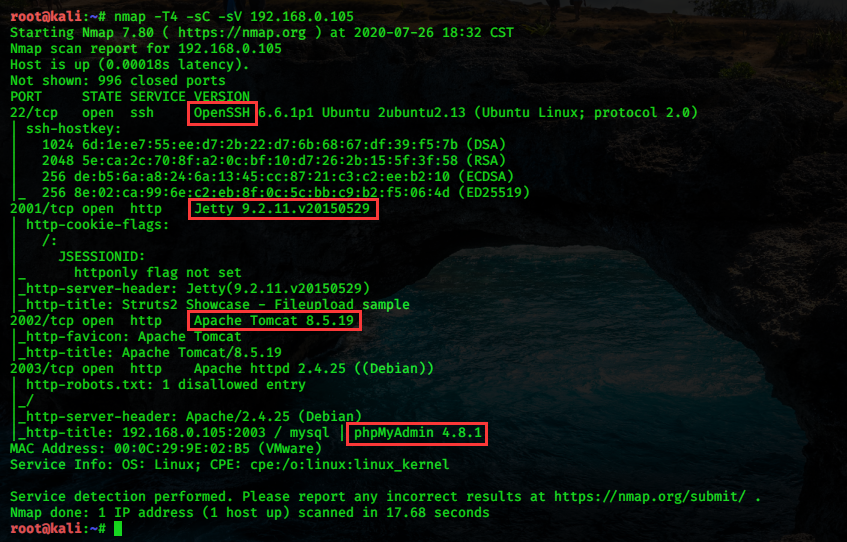 root@kali:~# nmap -T4 -sC -sV 192.168.0.105
Starting Nmap 7.80 ( https://nmap.org ) at 2020-07-26 18:32 CST
Nmap scan report for 192.168.0.105
Host is up (0.00018s latency).
Not shown: 996 closed ports
PORT     STATE SERVICE VERSION
22/tcp   open  ssh     OpenSSH 6.6.1p1 Ubuntu 2ubuntu2.13 (Ubuntu Linux; protocol 2.0)
| ssh-hostkey:
|   1024 6d:1e:e7:55:ee:d7:2b:22:d7:6b:68:67:df:39:f5:7b (DSA)
|   2048 5e:ca:2c:70:8f:a2:0c:bf:10:d7:26:2b:15:5f:3f:58 (RSA)
|   256 de:b5:6a:a8:24:6a:13:45:cc:87:21:c3:c2:ee:b2:10 (ECDSA)
|_  256 8e:02:ca:99:6e:c2:eb:8f:0c:5c:bb:c9:b2:f5:06:4d (ED25519)
2001/tcp open  http    Jetty 9.2.11.v20150529
| http-cookie-flags:
|   /:
|     JSESSIONID:
|_      httponly flag not set
|_http-server-header: Jetty(9.2.11.v20150529)
|_http-title: Struts2 Showcase - Fileupload sample
2002/tcp open  http    Apache Tomcat 8.5.19
|_http-favicon: Apache Tomcat
|_http-title: Apache Tomcat/8.5.19
2003/tcp open  http    Apache httpd 2.4.25 ((Debian))
| http-robots.txt: 1 disallowed entry
|_/
|_http-server-header: Apache/2.4.25 (Debian)
|_http-title: 192.168.0.105:2003 / mysql | phpMyAdmin 4.8.1
MAC Address: 00:0C:29:9E:02:B5 (VMware)
Service Info: OS: Linux; CPE: cpe:/o:linux:linux_kernel
Service detection performed. Please report any incorrect results at https://nmap.org/submit/ .
Nmap done: 1 IP address (1 host up) scanned in 17.68 seconds
root@kali:~#